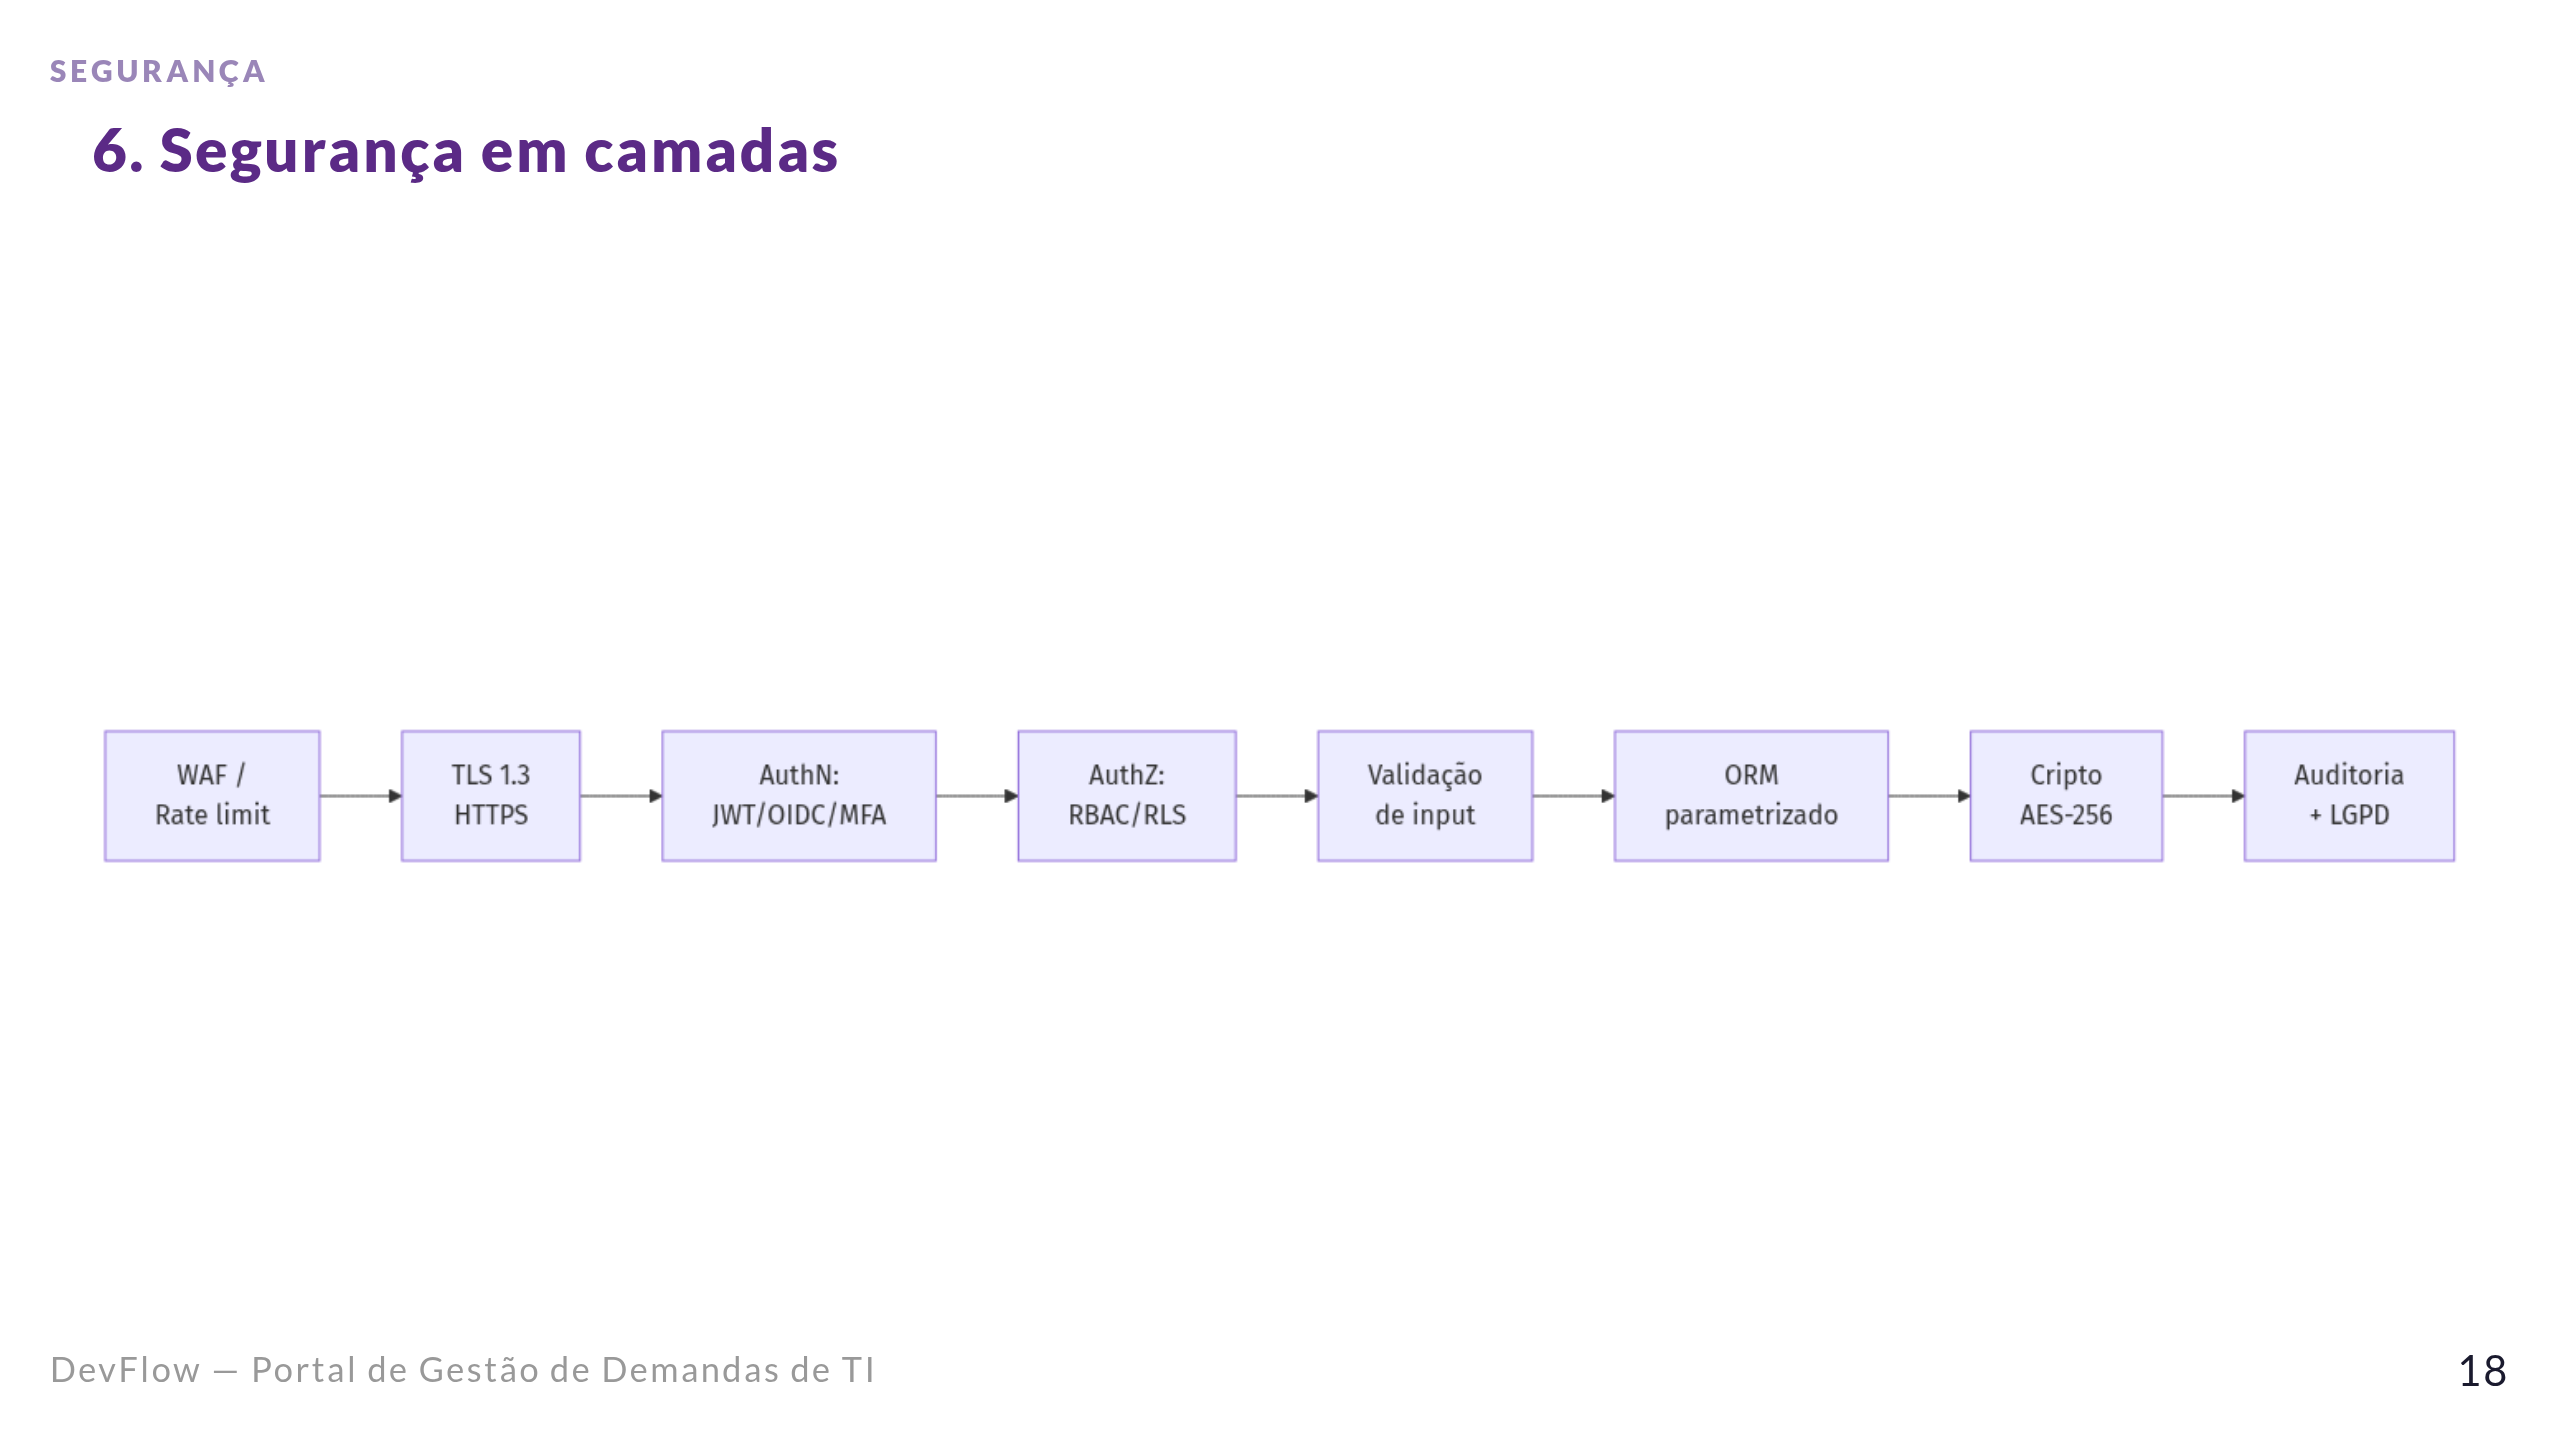 SEGURANÇA
6. Segurança em camadas
WAF /
Rate limit
TLS 1.3
HTTPS
AuthN:
JWT/OIDC/MFA
AuthZ:
RBAC/RLS
Validação
de input
ORM
parametrizado
Cripto
AES-256
Auditoria
+ LGPD
DevFlow — Portal de Gestão de Demandas de TI
18